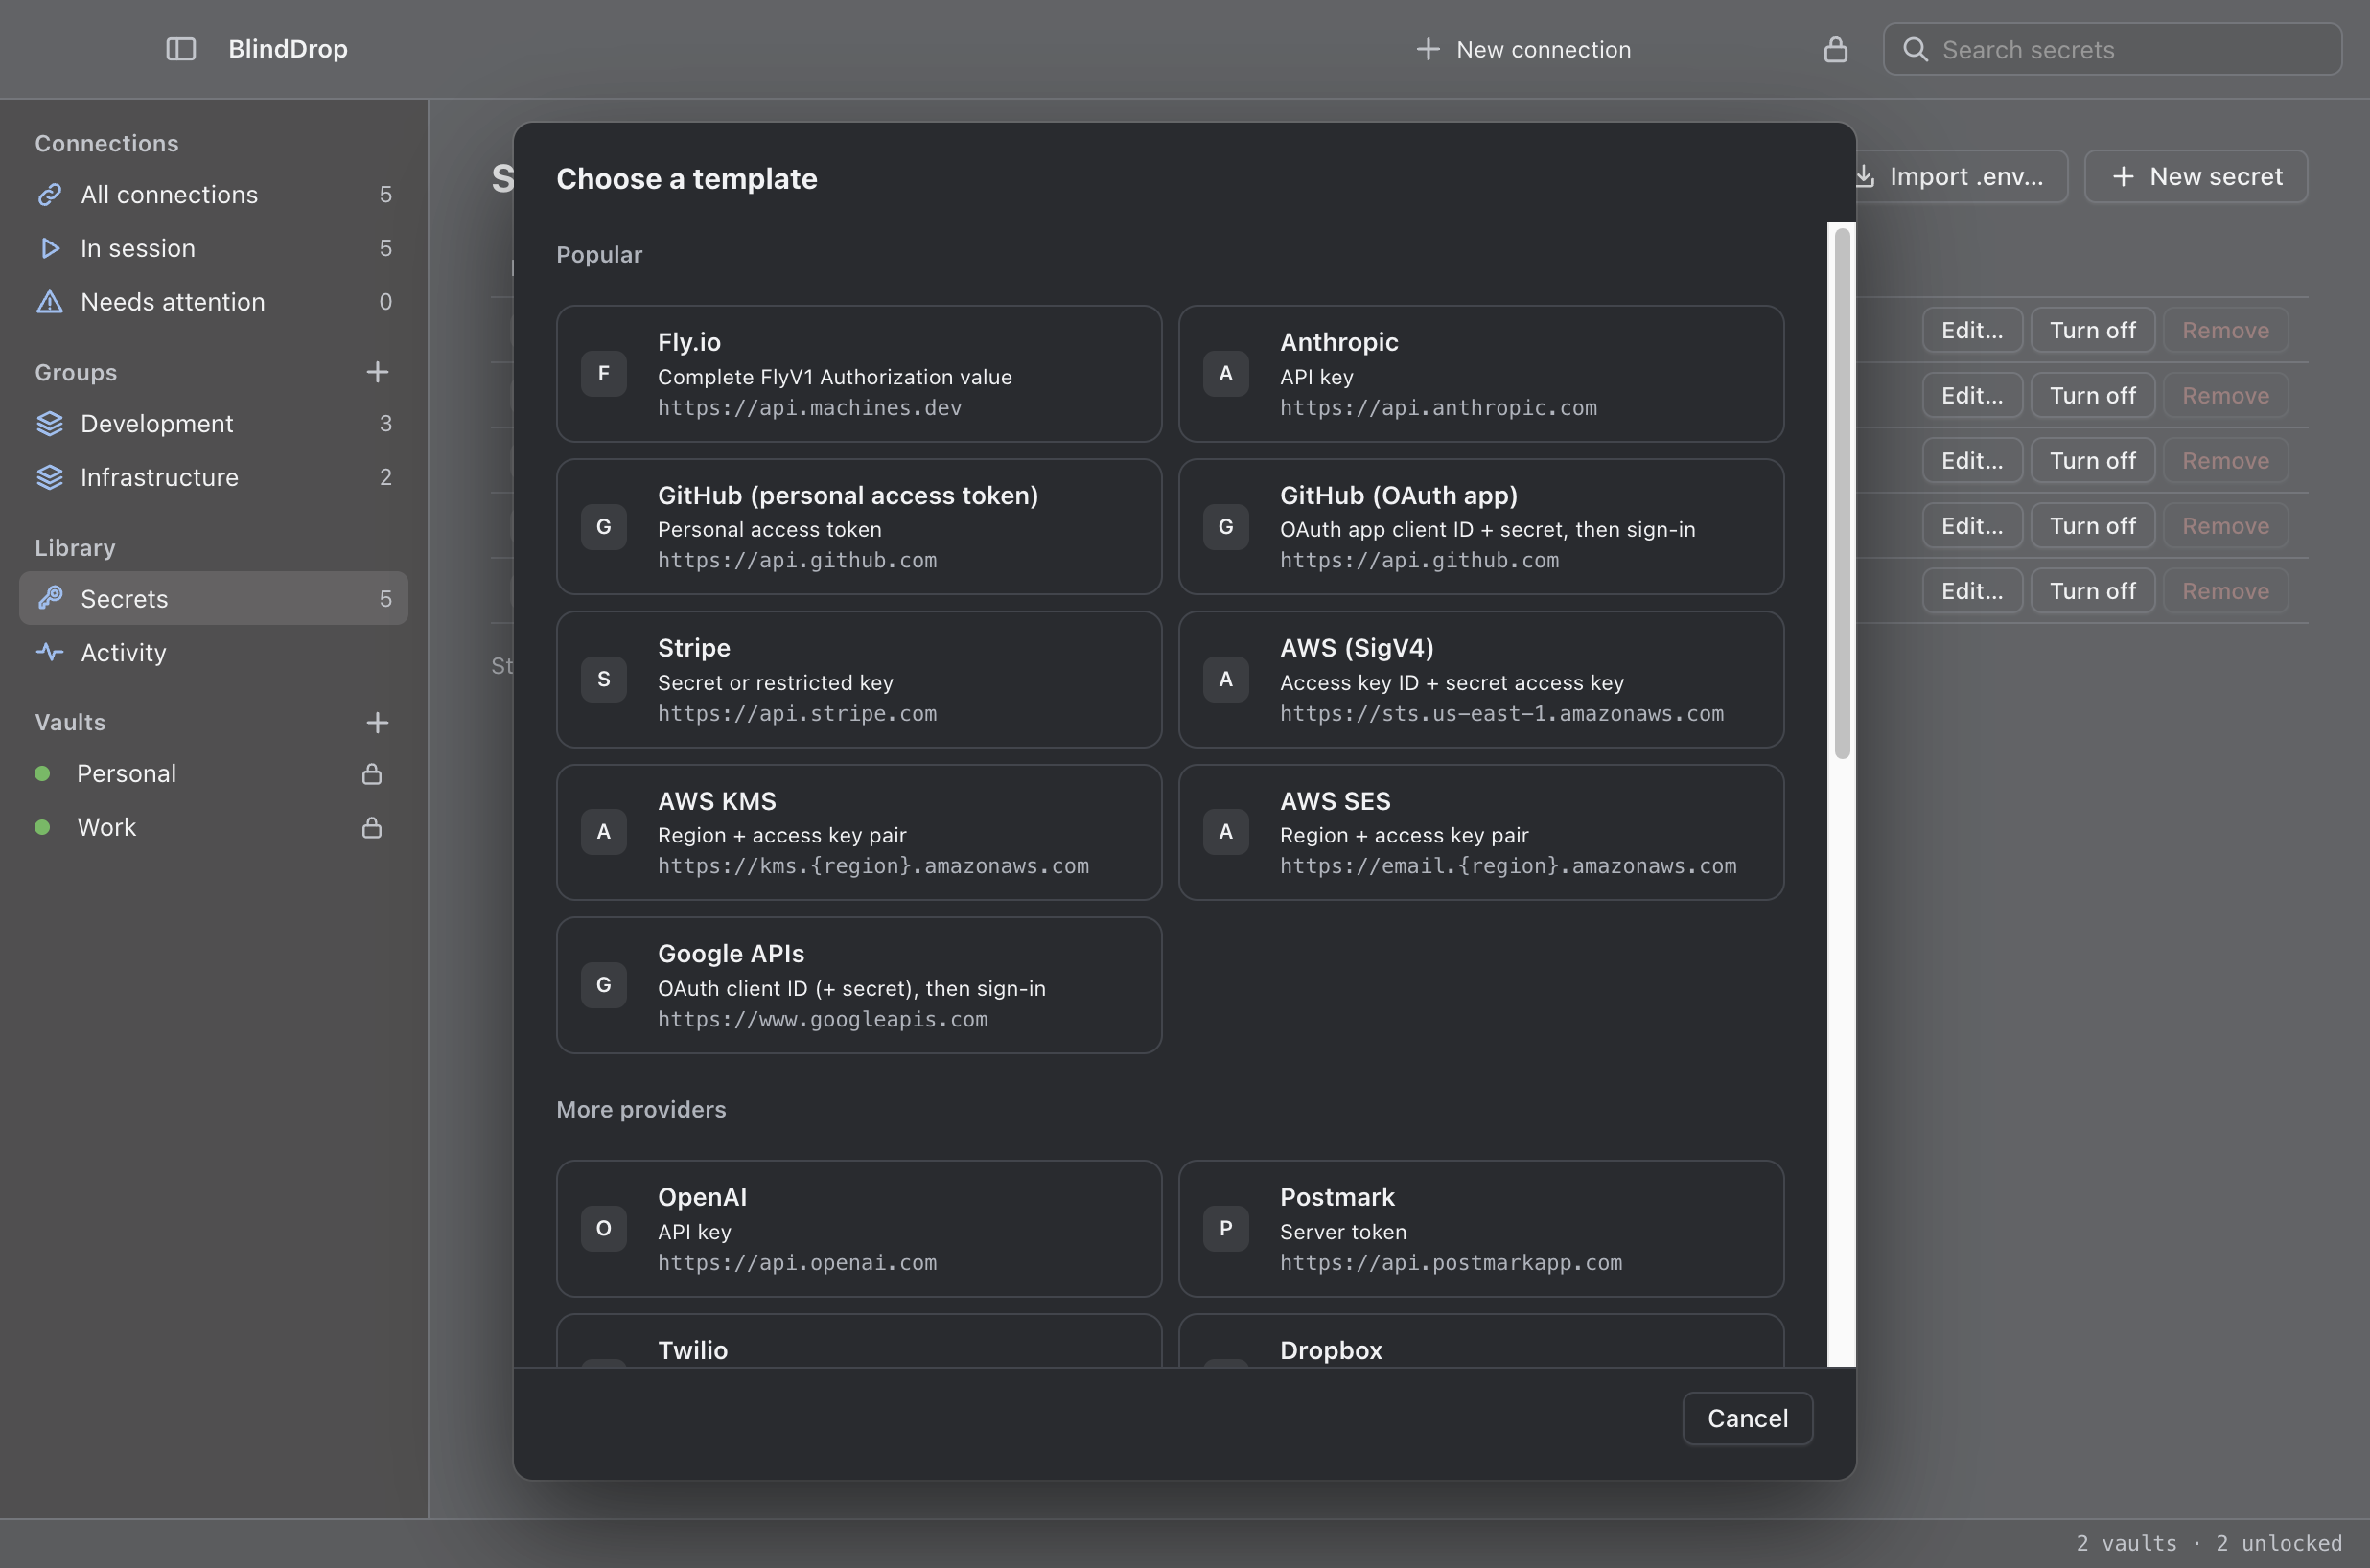 BlindDrop
New connection
Search secrets
Connections
All connections 5
In session 5
Needs attention 0
Groups
Development 3
Infrastructure 2
Library
Secrets 5
Activity
Vaults
Personal
Work
Import .env...
New secret
Edit... Turn off Remove
Edit... Turn off Remove
Edit... Turn off Remove
Edit... Turn off Remove
Edit... Turn off Remove
Choose a template
Popular
F
Fly.io
Complete FlyV1 Authorization value
https://api.machines.dev
A
Anthropic
API key
https://api.anthropic.com
G
GitHub (personal access token)
Personal access token
https://api.github.com
G
GitHub (OAuth app)
OAuth app client ID + secret, then sign-in
https://api.github.com
S
Stripe
Secret or restricted key
https://api.stripe.com
A
AWS (SigV4)
Access key ID + secret access key
https://sts.us-east-1.amazonaws.com
A
AWS KMS
Region + access key pair
https://kms.{region}.amazonaws.com
A
AWS SES
Region + access key pair
https://email.{region}.amazonaws.com
G
Google APIs
OAuth client ID (+ secret), then sign-in
https://www.googleapis.com
More providers
O
OpenAI
API key
https://api.openai.com
P
Postmark
Server token
https://api.postmarkapp.com
Twilio
Dropbox
Cancel
2 vaults · 2 unlocked